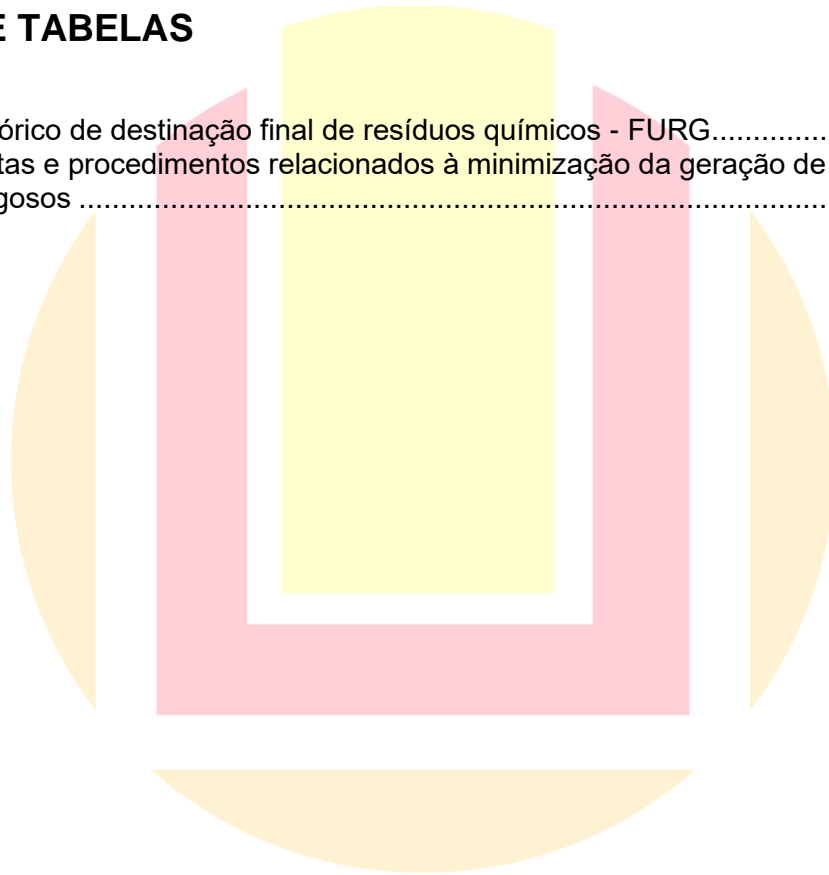 E TABELAS
órico de destinação final de resíduos químicos - FURG..............
tas e procedimentos relacionados à minimização da geração de
gosos ..........................................................................................